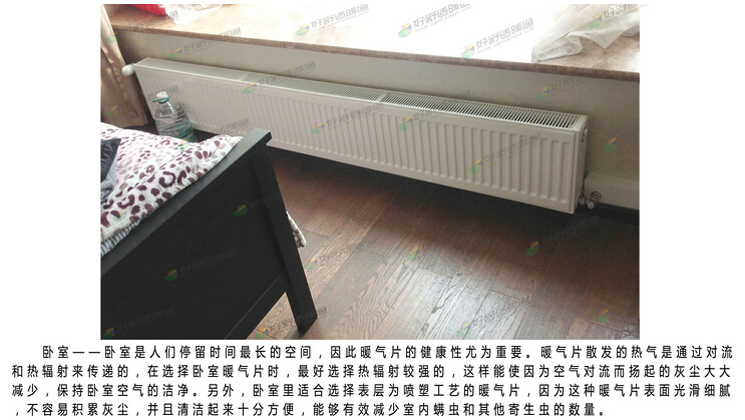 好舒适暖通
卧室——卧室是人们停留时间最长的空间，因此暖气片的健康性尤为重要。暖气片散发的热气是通过对流
和热辐射来传递的，在选择卧室暖气片时，最好选择热辐射较强的，这样能使因为空气对流而扬起的灰尘大大
减少，保持卧室空气的洁净。另外，卧室里适合选择表层为喷塑工艺的暖气片，因为这种暖气片表面光滑细腻
，不容易积累灰尘，并且清洁起来十分方便，能够有效减少室内螨虫和其他寄生虫的数量。